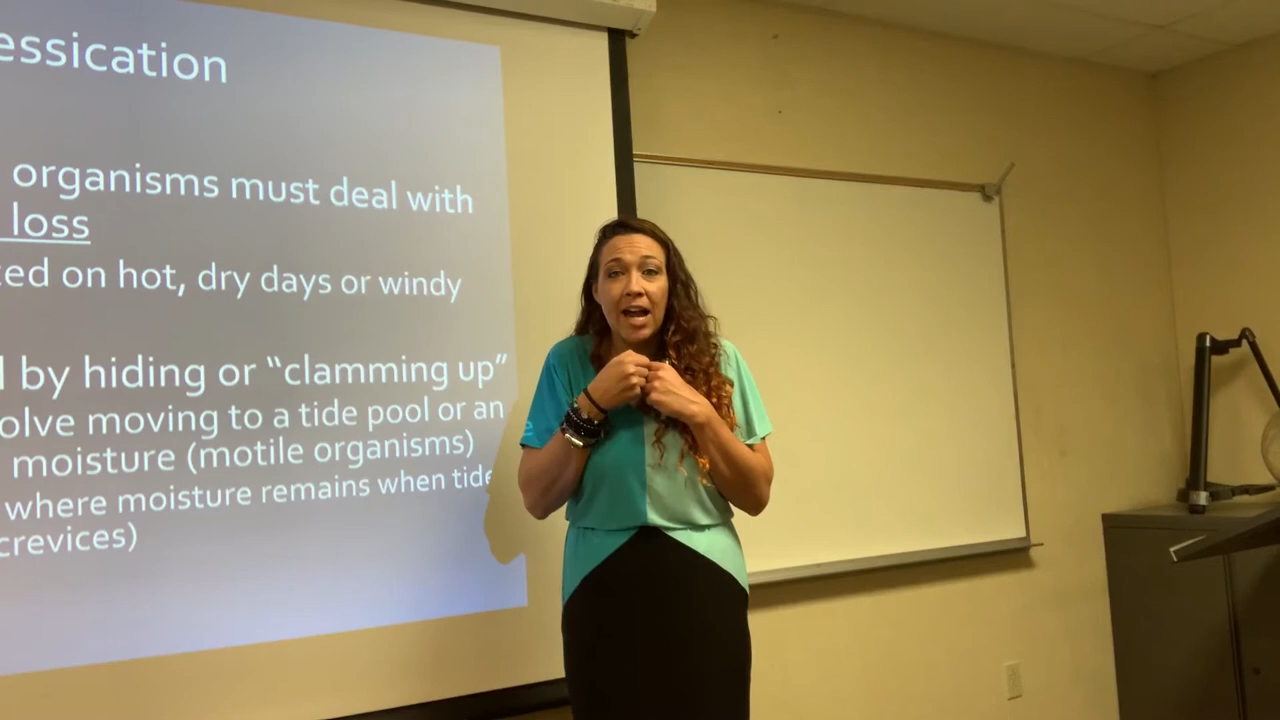 essication
organisms must deal with
loss
ed on hot, dry days or windy
by hiding or “clamming up”
olve moving to a tide pool or an
moisture (motile organisms)
where moisture remains when tide
crevices)